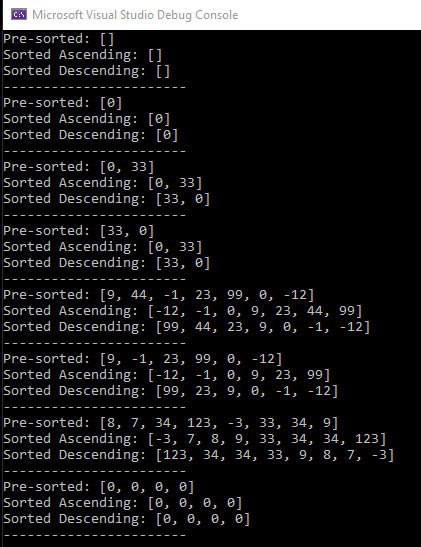 Microsoft Visual Studio Debug Console
Pre-sorted: []
Sorted Ascending: []
Sorted Descending: []
-----------------------
Pre-sorted: [0]
Sorted Ascending: [0]
Sorted Descending: [0]
-----------------------
Pre-sorted: [0, 33]
Sorted Ascending: [0, 33]
Sorted Descending: [33, 0]
-----------------------
Pre-sorted: [33, 0]
Sorted Ascending: [0, 33]
Sorted Descending: [33, 0]
-----------------------
Pre-sorted: [9, 44, -1, 23, 99, 0, -12]
Sorted Ascending: [-12, -1, 0, 9, 23, 44, 99]
Sorted Descending: [99, 44, 23, 9, 0, -1, -12]
-----------------------
Pre-sorted: [9, -1, 23, 99, 0, -12]
Sorted Ascending: [-12, -1, 0, 9, 23, 99]
Sorted Descending: [99, 23, 9, 0, -1, -12]
-----------------------
Pre-sorted: [8, 7, 34, 123, -3, 33, 34, 9]
Sorted Ascending: [-3, 7, 8, 9, 33, 34, 34, 123]
Sorted Descending: [123, 34, 34, 33, 9, 8, 7, -3]
-----------------------
Pre-sorted: [0, 0, 0, 0]
Sorted Ascending: [0, 0, 0, 0]
Sorted Descending: [0, 0, 0, 0]
-----------------------